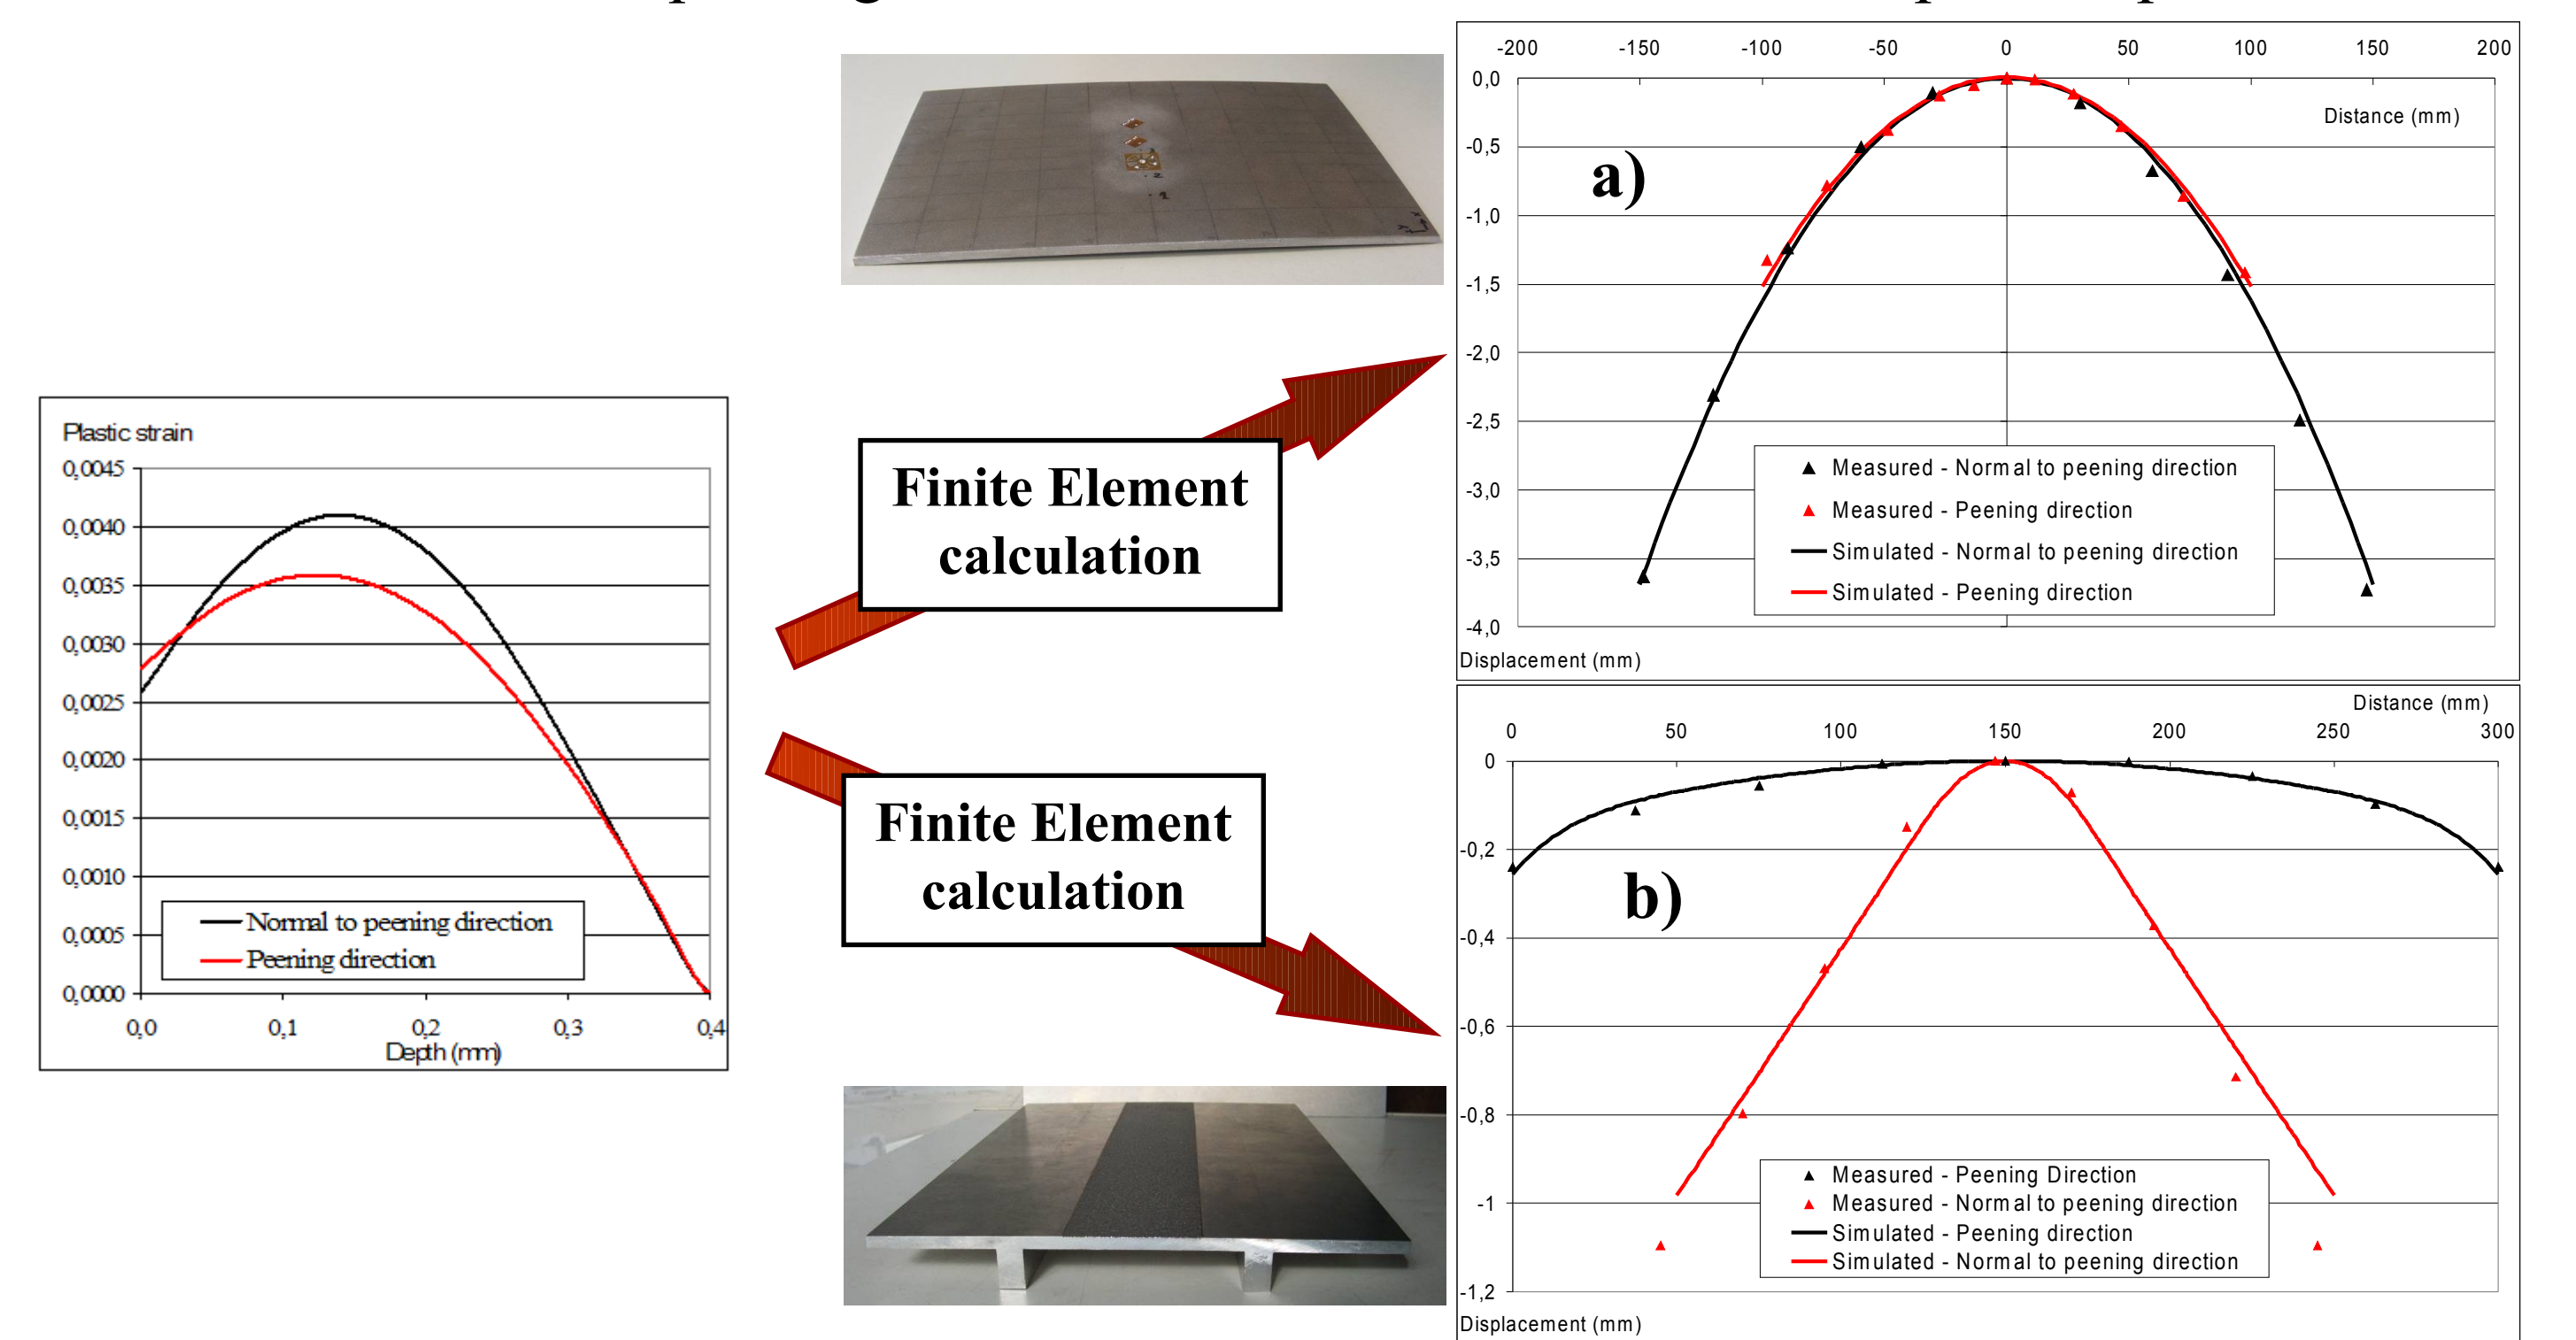 Plastic strain
0,0045
0,0040
0,0035
0,0030
0,0025
0,0020
0,0015
0,0010
0,0005
0,0000
Normal to peening direction
Peening direction
0,0 0,1 0,2 0,3 0,4
Depth (mm)
Finite Element
calculation
Finite Element
calculation
-200 -150 -100 -50 0 50 100 150 200
0,0
Distance (mm)
-0,5
a)
-1,0
-1,5
-2,0
-2,5
-3,0
-3,5
-4,0
Measured - Normal to peening direction
Measured - Peening direction
Simulated - Normal to peening direction
Simulated - Peening direction
Displacement (mm)
Distance (mm)
0 50 100 150 200 250 300
0
-0,2
b)
-0,4
-0,6
-0,8
-1
-1,2
Measured - Peening Direction
Measured - Normal to peening direction
Simulated - Peening direction
Simulated - Normal to peening direction
Displacement (mm)